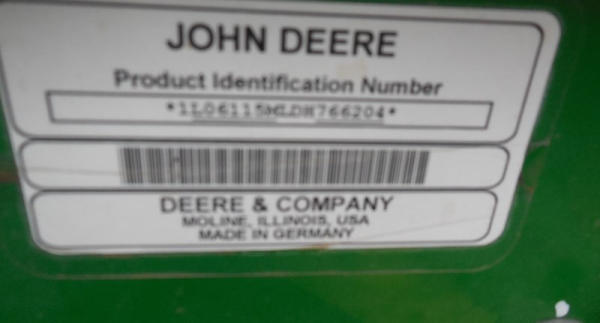 JOHN DEERE
Product Identification Number
*1L06115MLDH766204*
DEERE & COMPANY
MOLINE, ILLINOIS, USA
MADE IN GERMANY